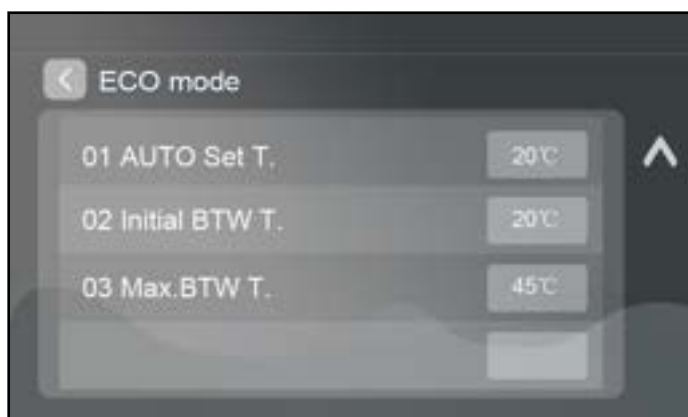 ECO mode
01 AUTO Set T. 20℃
02 Initial BTW T. 20℃
03 Max.BTW T. 45℃